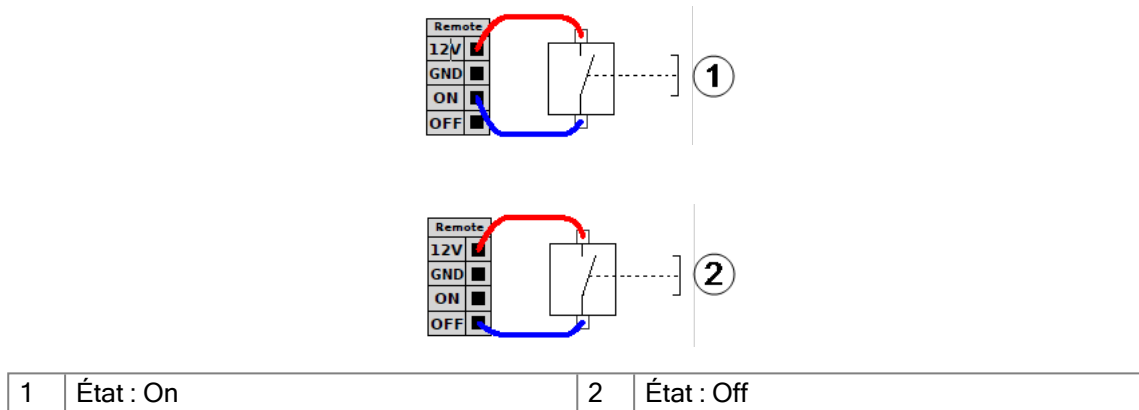 Remote
12V
GND
ON
OFF
1
Remote
12V
GND
ON
OFF
2
1 État : On 2 État : Off